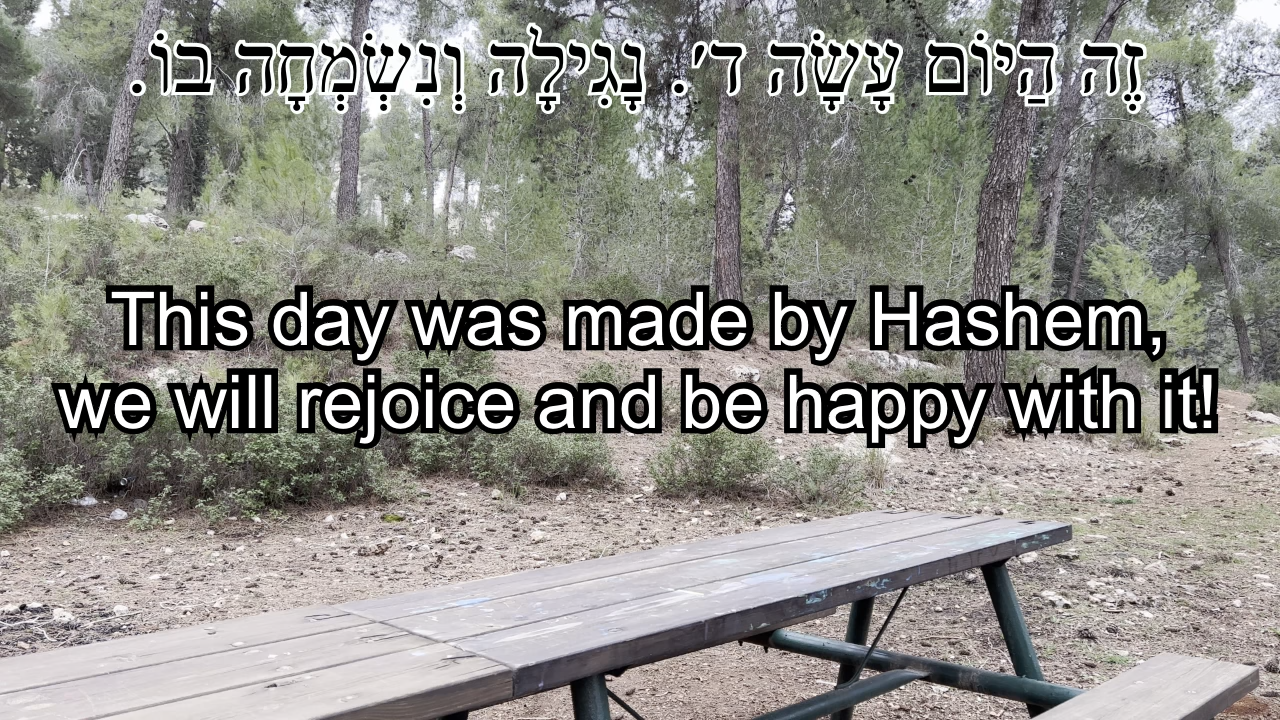 זֶה הַיּוֹם עָשָׂה ד׳. נָגִילָה וְנִשְׂמְחָה בוֹ.
This day was made by Hashem,
we will rejoice and be happy with it!